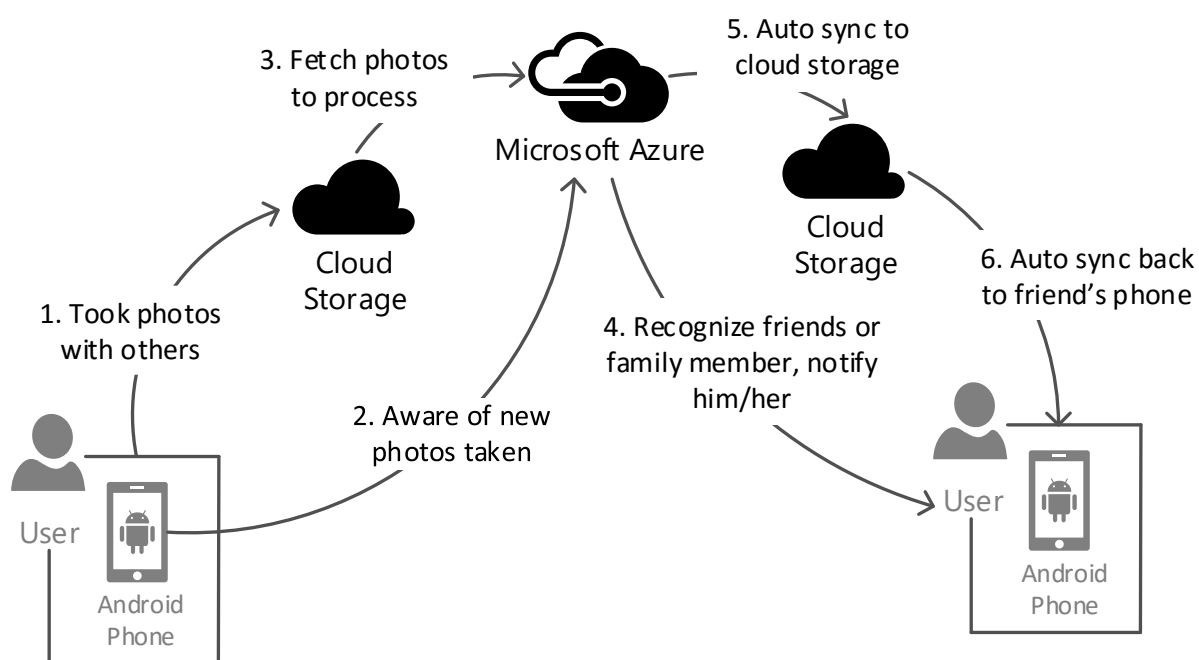 5. Auto sync to
cloud storage
3. Fetch photos
to process
Microsoft Azure
Cloud
Storage
Cloud
Storage
6. Auto sync back
to friend’s phone
1. Took photos
with others
4. Recognize friends or
family member, notify
him/her
2. Aware of new
photos taken
User
Android
Phone
User
Android
Phone